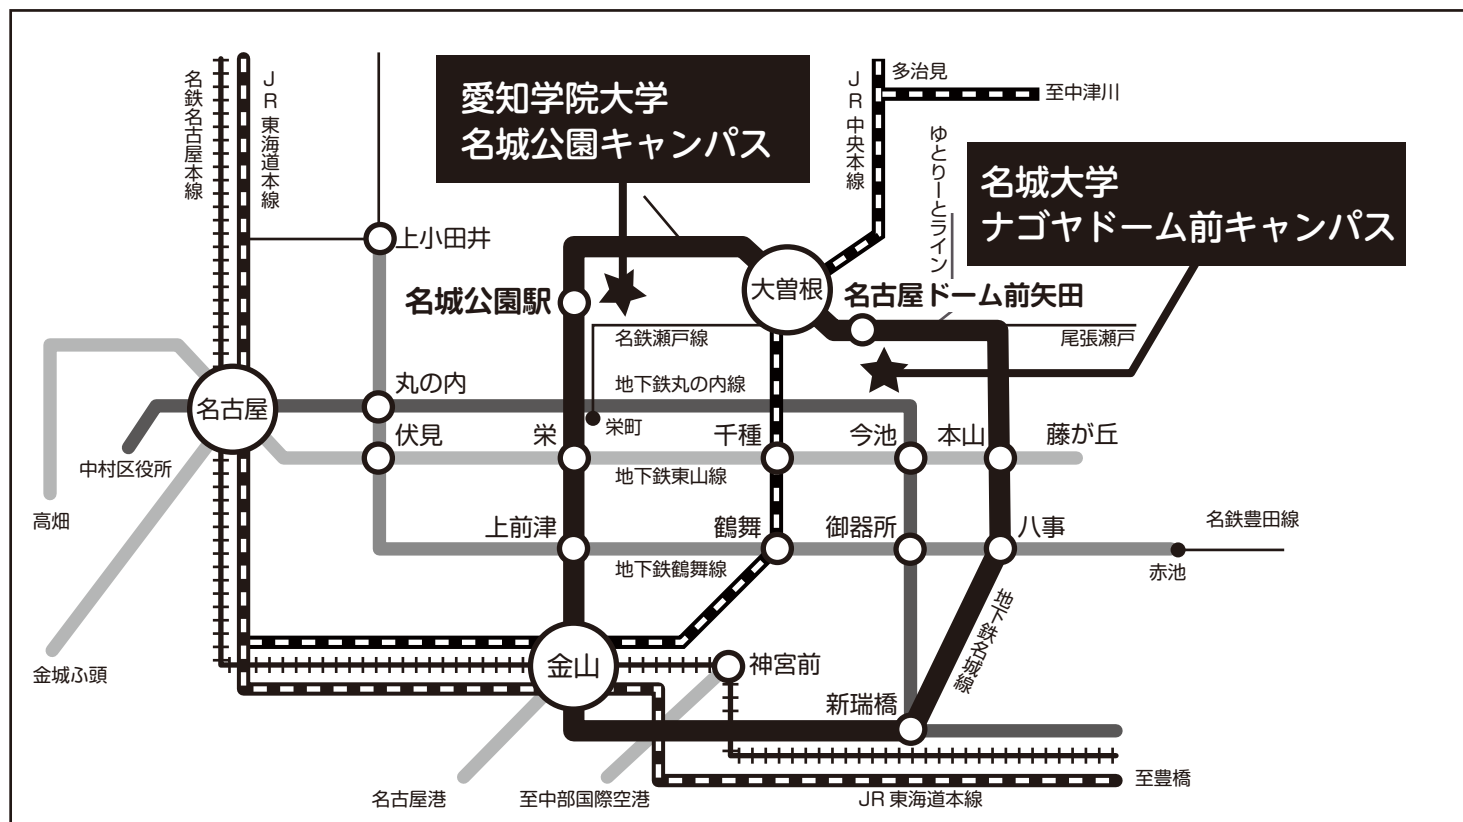 名鉄名古屋本線
JR東海道本線
愛知学院大学
名城公園キャンパス
JR中央本線
多治見
至中津川
ゆとりーとライン
名城大学
ナゴヤドーム前キャンパス
上小田井
名城公園駅
大曽根
名古屋ドーム前矢田
名鉄瀬戸線
尾張瀬戸
名古屋
丸の内
地下鉄丸の内線
栄町
伏見
栄
千種
今池
本山
藤が丘
中村区役所
地下鉄東山線
高畑
上前津
鶴舞
御器所
八事
名鉄豊田線
地下鉄鶴舞線
赤池
地下鉄名城線
金城ふ頭
金山
神宮前
新瑞橋
名古屋港
至中部国際空港
JR東海道本線
至豊橋